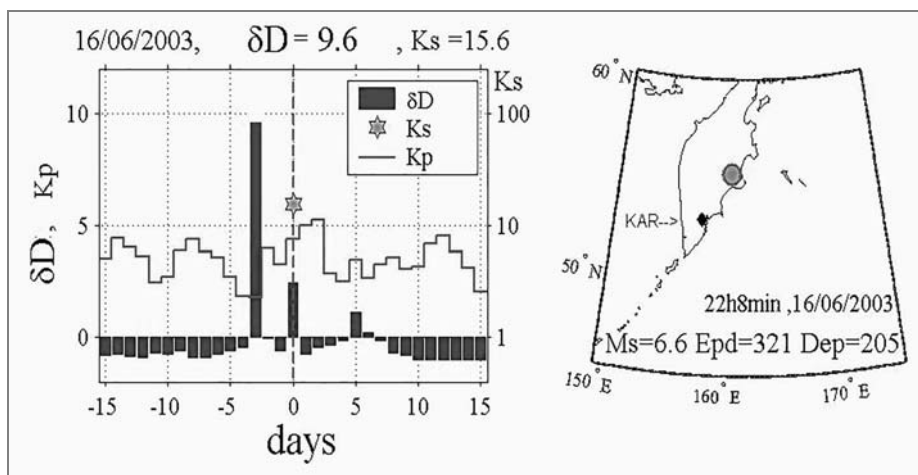 16/06/2003, δD = 9.6 , Ks =15.6
Ks
δD
Ks
Kp
10
5
0
100
10
1
δD, Kp
-15 -10 -5 0 5 10 15
days
60° N
50° N
KAR-->
22h8min ,16/06/2003
Ms=6.6 Epd=321 Dep=205
150° E
160° E
170° E